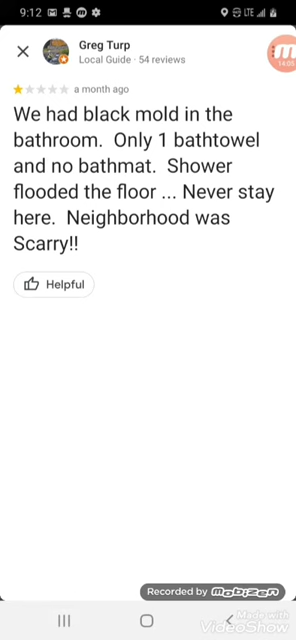 9:12 LTE
Greg Turp
Local Guide · 54 reviews
14:05
a month ago
We had black mold in the
bathroom. Only 1 bathtowel
and no bathmat. Shower
flooded the floor ... Never stay
here. Neighborhood was
Scarry!!
Helpful
Recorded by mobizen
Made with
VideoShow